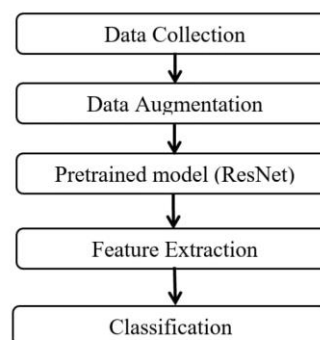 Data Collection
Data Augmentation
Pretrained model (ResNet)
Feature Extraction
Classification